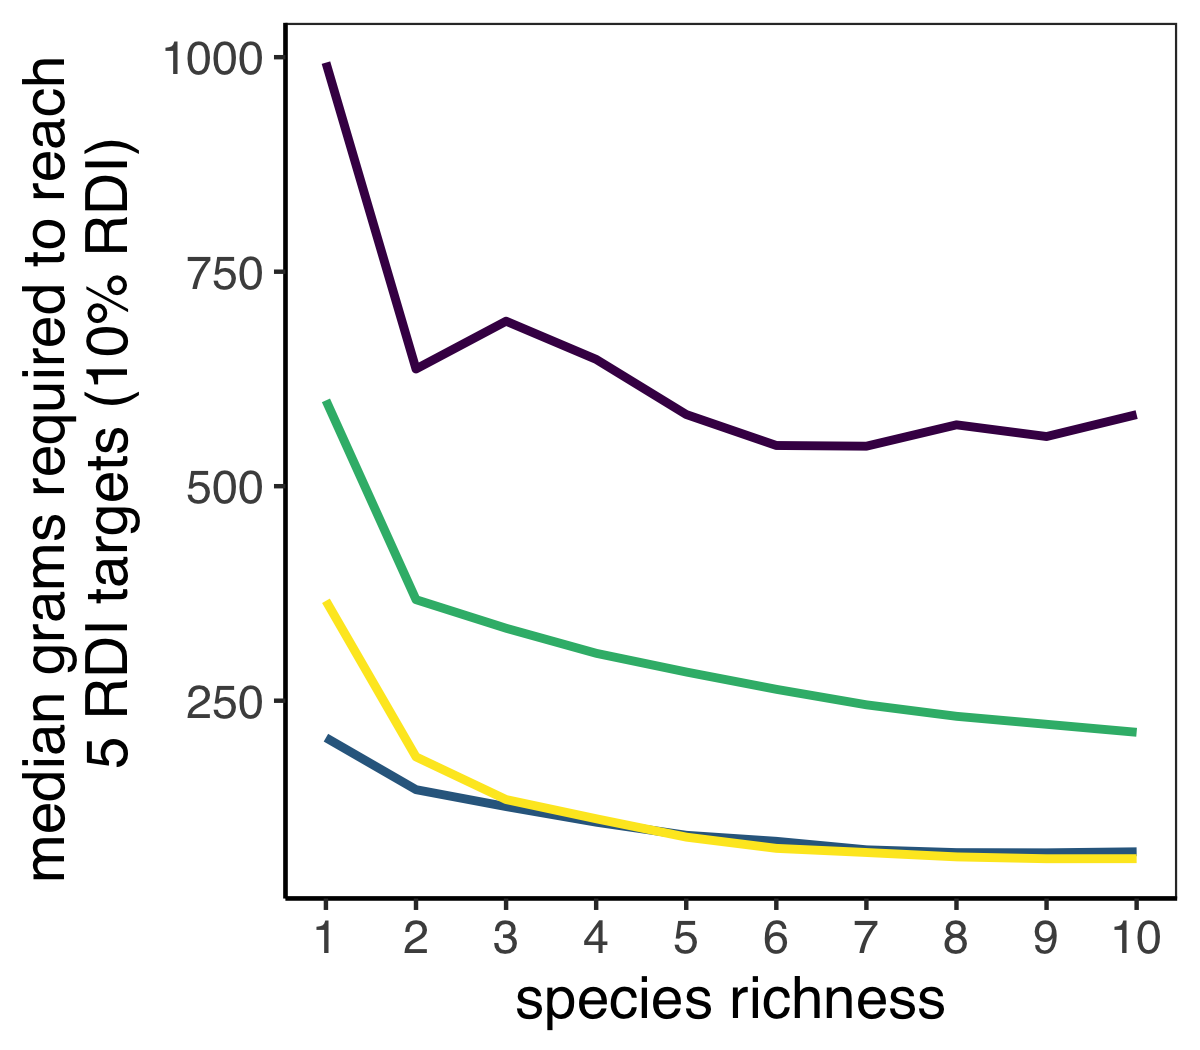 median grams required to reach
5 RDI targets (10% RDI)
1000
750
500
250
1 2 3 4 5 6 7 8 9 10
species richness